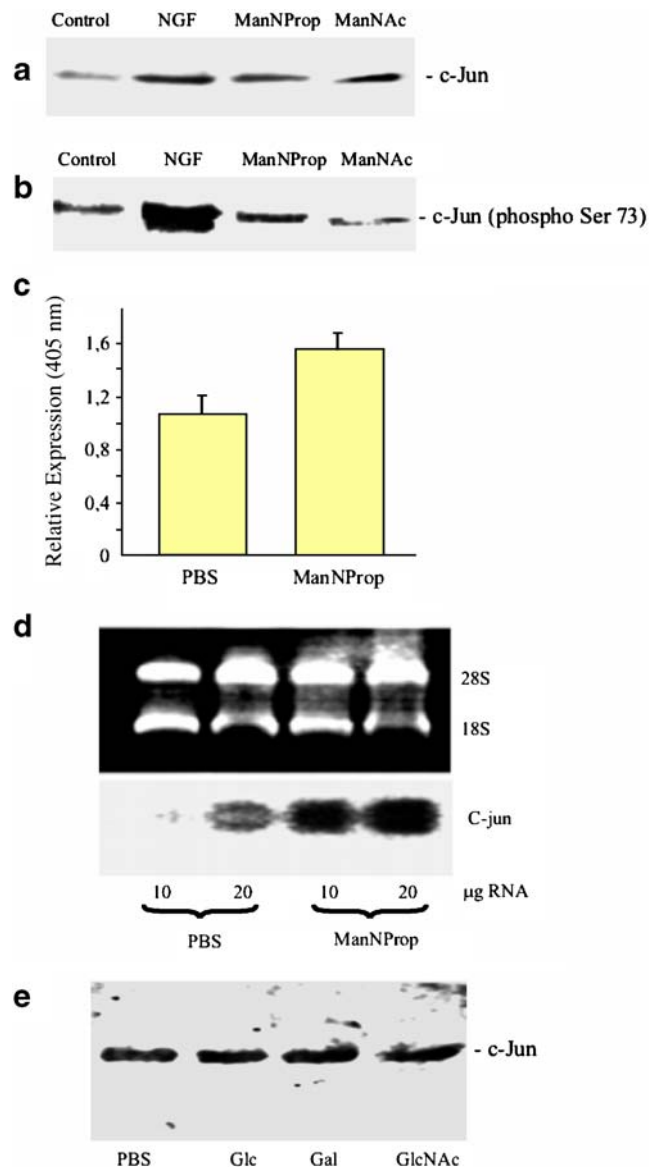 Control NGF ManNProp ManNAc
a
- c-Jun
Control NGF ManNProp ManNAc
b
- c-Jun (phospho Ser 73)
c
Relative Expression (405 nm)
1,6
1,2
0,8
0,4
0
PBS ManNProp
d
28S
18S
C-jun
10 20 10 20 µg RNA
PBS ManNProp
e
- c-Jun
PBS Glc Gal GlcNAc